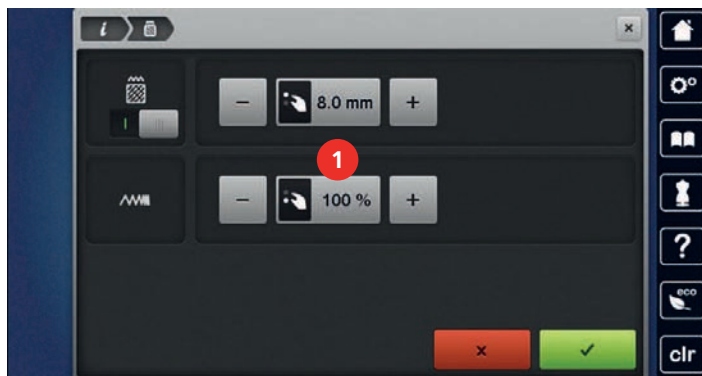 i
×
− 8.0 mm +
1
− 100 % +
?
eco
clr